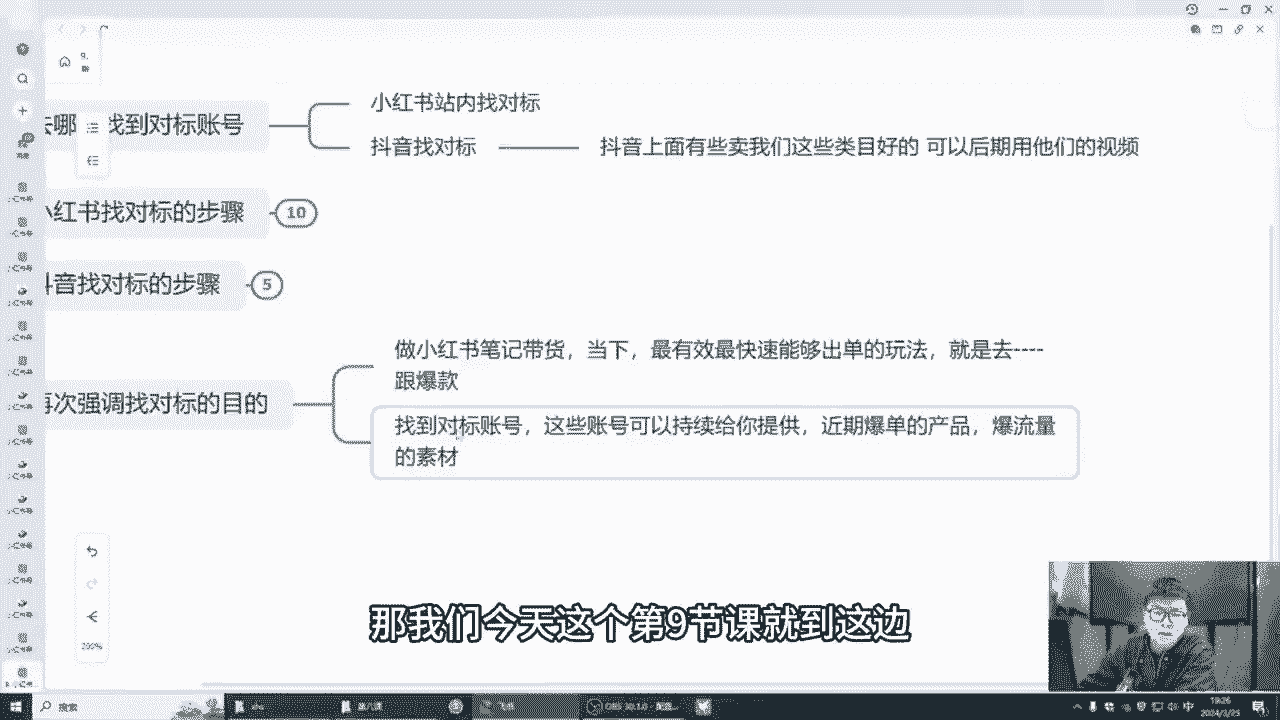 小红书站内找对标
去哪
找到对标账号
抖音找对标
抖音上面有些卖我们这些类目好的 可以后期用他们的视频
小红书找对标的步骤
10
抖音找对标的步骤
5
做小红书笔记带货，当下，最有效最快速能够出单的玩法，就是去----
跟爆款
再次强调找对标的目的
找到对标账号，这些账号可以持续给你提供，近期爆单的产品，爆流量
的素材
200%
那我们今天这个第9节课就到这边
搜索
19:26
2024/2/23